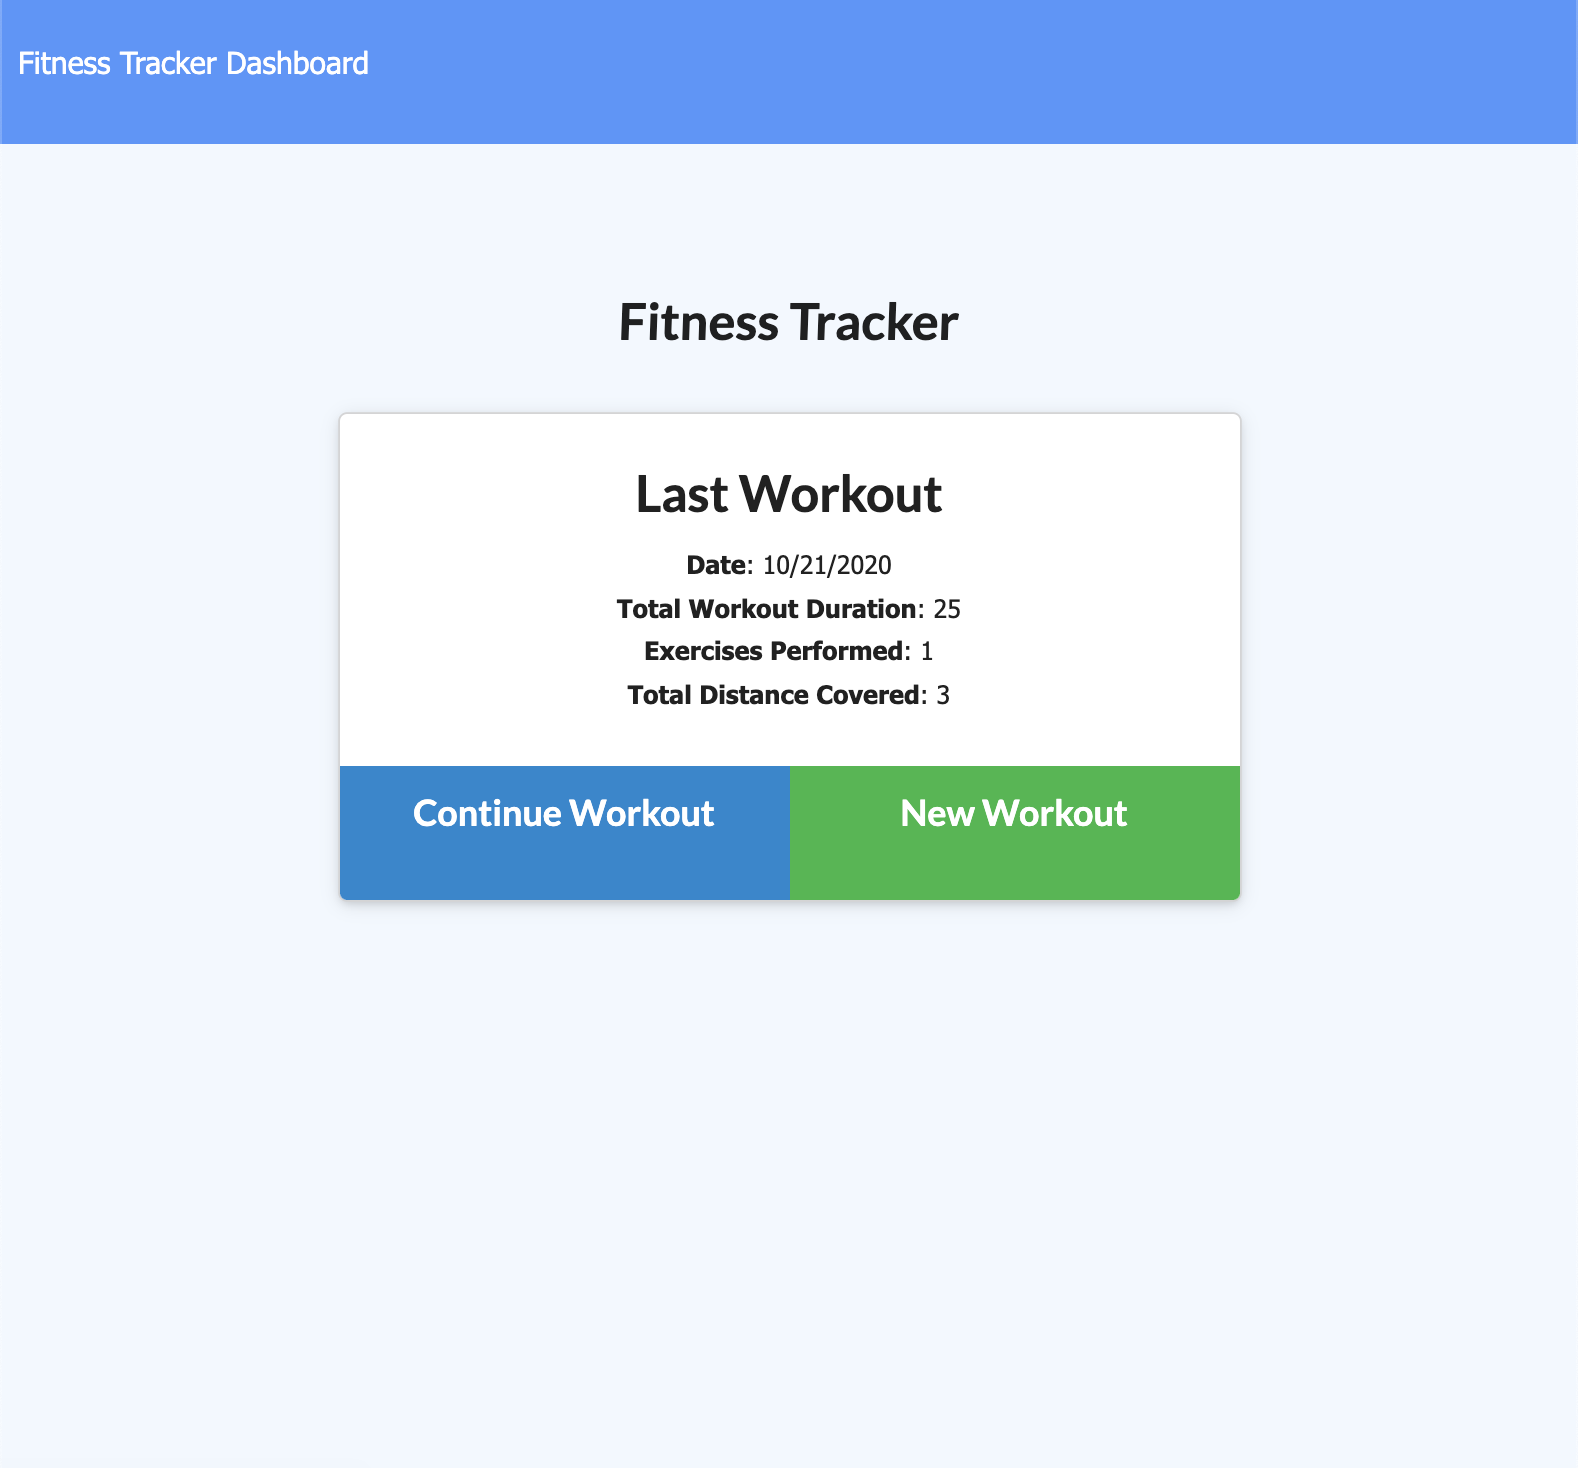 Fitness Tracker Dashboard
Fitness Tracker
Last Workout
Date: 10/21/2020
Total Workout Duration: 25
Exercises Performed: 1
Total Distance Covered: 3
Continue Workout
New Workout